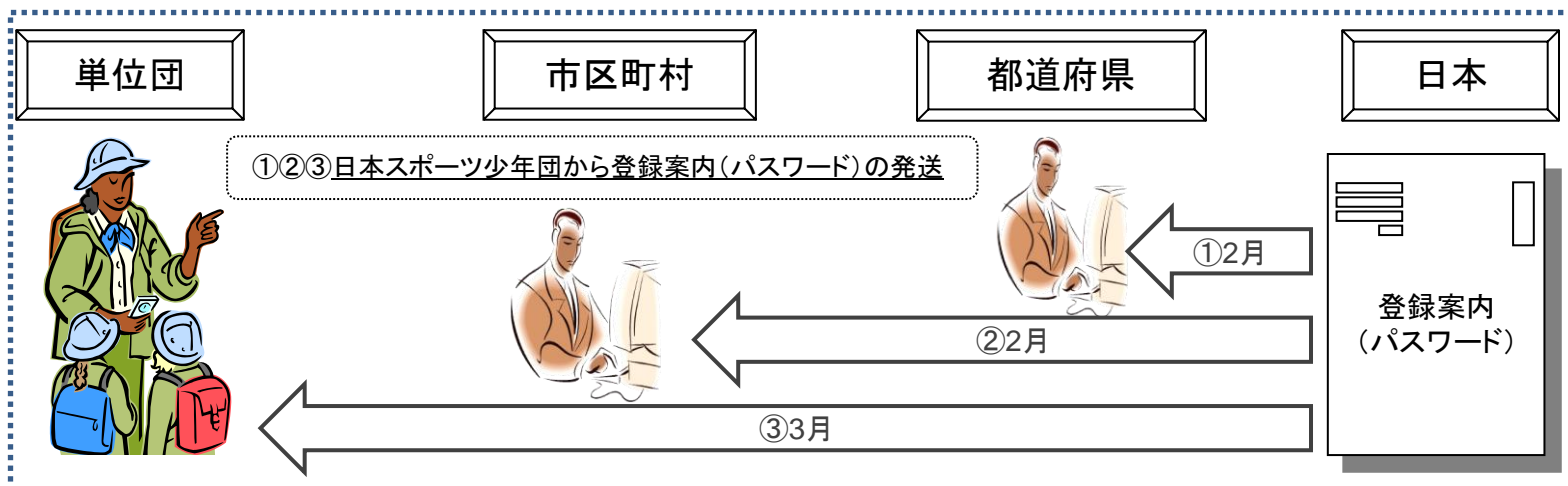 単位団
市区町村
都道府県
日本
①②③日本スポーツ少年団から登録案内(パスワード)の発送
①2月
②2月
③3月
登録案内
(パスワード)